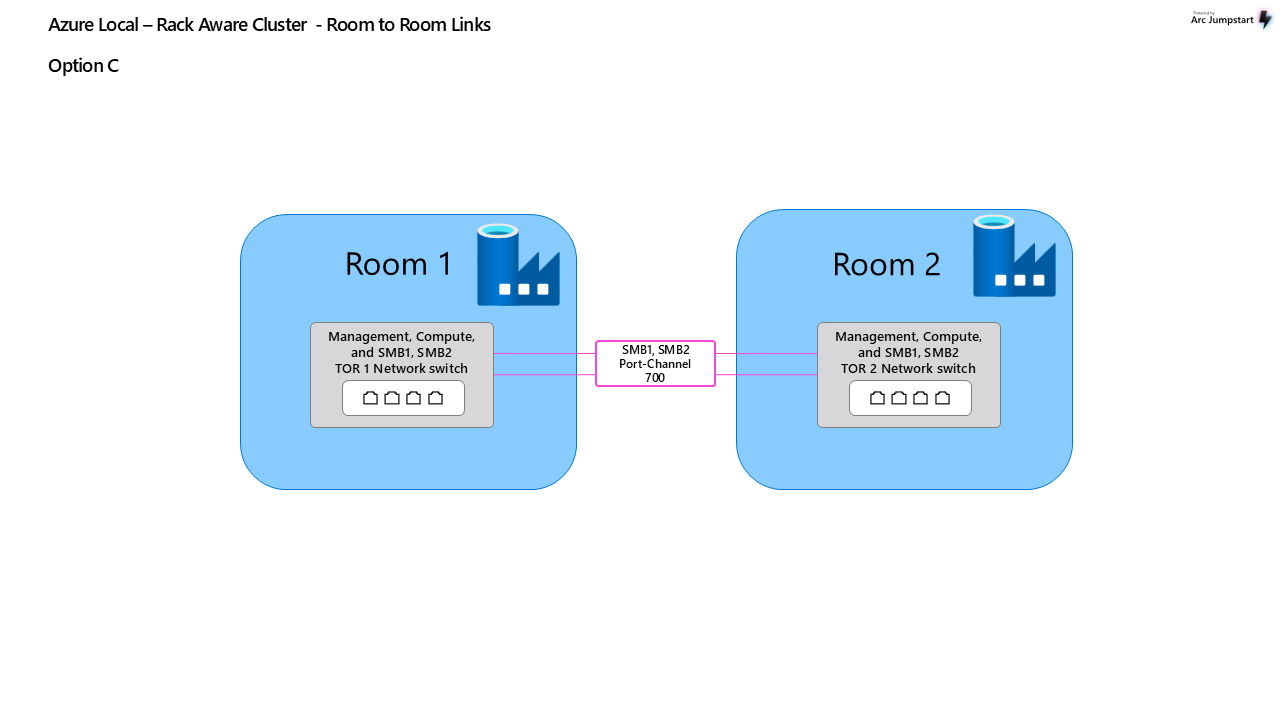 Azure Local – Rack Aware Cluster - Room to Room Links
Powered by
Arc Jumpstart
Option C
Room 1
Room 2
Management, Compute,
and SMB1, SMB2
TOR 1 Network switch
SMB1, SMB2
Port-Channel
700
Management, Compute,
and SMB1, SMB2
TOR 2 Network switch